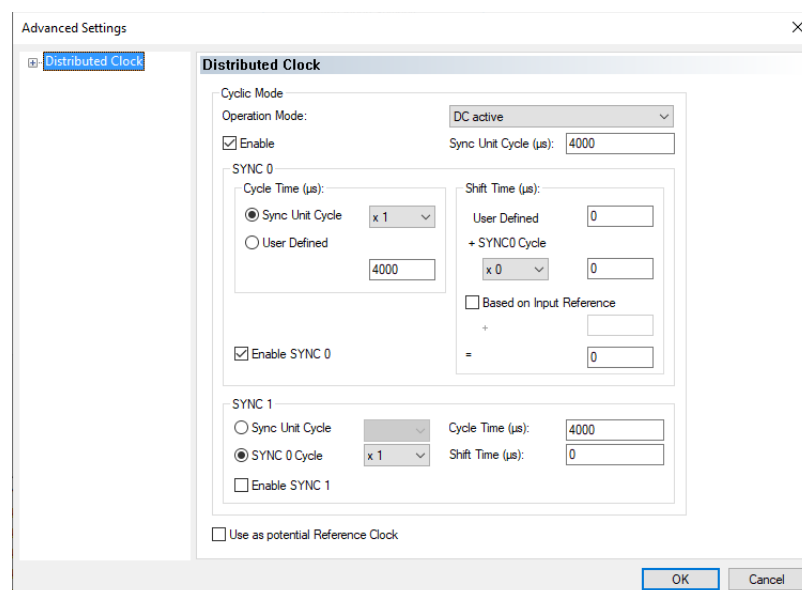 Advanced Settings
Distributed Clock
Distributed Clock
Cyclic Mode
Operation Mode:
DC active
Enable
Sync Unit Cycle (µs):
4000
SYNC 0
Cycle Time (µs):
Sync Unit Cycle
x 1
User Defined
4000
Shift Time (µs):
User Defined
0
+ SYNC0 Cycle
x 0
0
Based on Input Reference
+
=
0
Enable SYNC 0
SYNC 1
Sync Unit Cycle
Cycle Time (µs):
4000
SYNC 0 Cycle
x 1
Shift Time (µs):
0
Enable SYNC 1
Use as potential Reference Clock
OK
Cancel